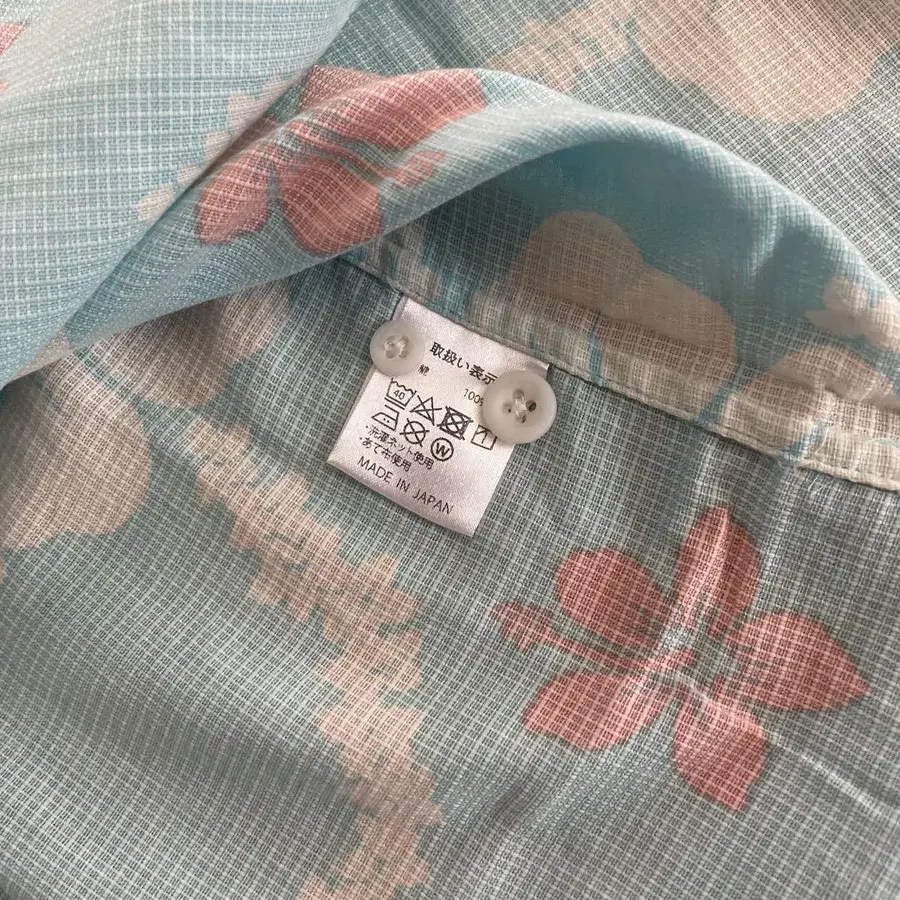 取扱い表示
綿 100%
40
W
・洗濯ネット使用
・あて布使用
MADE IN JAPAN